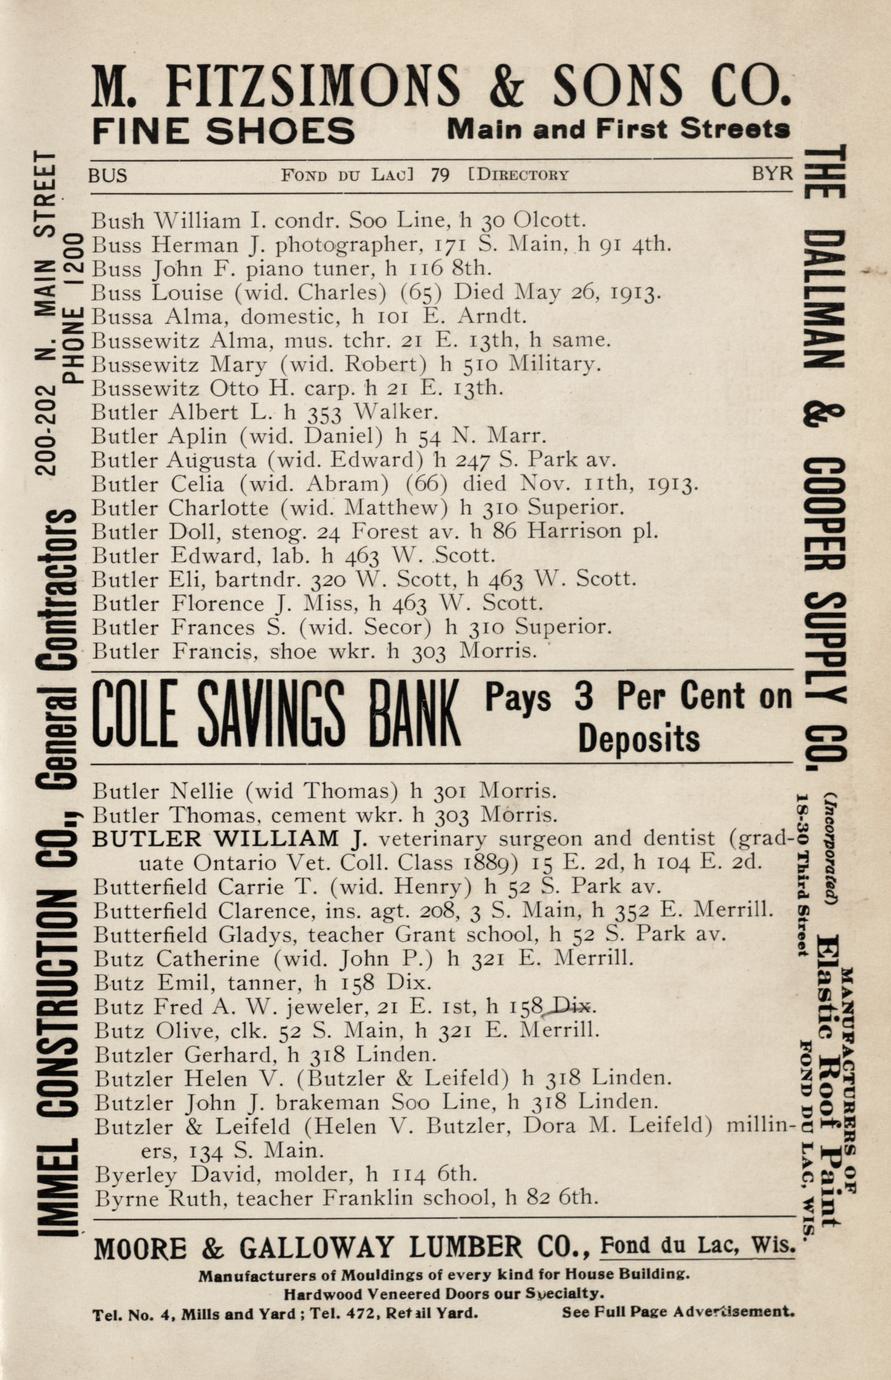 M. FITZSIMONS & SONS CO.
FINE SHOES Main and First Streets
BUS Fond du Lac] 79 [Directory BYR
Bush William I. condr. Soo Line, h 30 Olcott.
Buss Herman J. photographer, 171 S. Main, h 91 4th.
Buss John F. piano tuner, h 116 8th.
Buss Louise (wid. Charles) (65) Died May 26, 1913.
Bussa Alma, domestic, h 101 E. Arndt.
Bussewitz Alma, mus. tchr. 21 E. 13th, h same.
Bussewitz Mary (wid. Robert) h 510 Military.
Bussewitz Otto H. carp. h 21 E. 13th.
Butler Albert L. h 353 Walker.
Butler Aplin (wid. Daniel) h 54 N. Marr.
Butler Augusta (wid. Edward) h 247 S. Park av.
Butler Celia (wid. Abram) (66) died Nov. 11th, 1913.
Butler Charlotte (wid. Matthew) h 310 Superior.
Butler Doll, stenog. 24 Forest av. h 86 Harrison pl.
Butler Edward, lab. h 463 W. Scott.
Butler Eli, bartndr. 320 W. Scott, h 463 W. Scott.
Butler Florence J. Miss, h 463 W. Scott.
Butler Frances S. (wid. Secor) h 310 Superior.
Butler Francis, shoe wkr. h 303 Morris.
COLE SAVINGS BANK Pays 3 Per Cent on
Deposits
Butler Nellie (wid Thomas) h 301 Morris.
Butler Thomas, cement wkr. h 303 Morris.
BUTLER WILLIAM J. veterinary surgeon and dentist (grad-
uate Ontario Vet. Coll. Class 1889) 15 E. 2d, h 104 E. 2d.
Butterfield Carrie T. (wid. Henry) h 52 S. Park av.
Butterfield Clarence, ins. agt. 208, 3 S. Main, h 352 E. Merrill.
Butterfield Gladys, teacher Grant school, h 52 S. Park av.
Butz Catherine (wid. John P.) h 321 E. Merrill.
Butz Emil, tanner, h 158 Dix.
Butz Fred A. W. jeweler, 21 E. 1st, h 158 Dix.
Butz Olive, clk. 52 S. Main, h 321 E. Merrill.
Butzler Gerhard, h 318 Linden.
Butzler Helen V. (Butzler & Leifeld) h 318 Linden.
Butzler John J. brakeman Soo Line, h 318 Linden.
Butzler & Leifeld (Helen V. Butzler, Dora M. Leifeld) millin-
ers, 134 S. Main.
Byerley David, molder, h 114 6th.
Byrne Ruth, teacher Franklin school, h 82 6th.
MOORE & GALLOWAY LUMBER CO., Fond du Lac, Wis.
Manufacturers of Mouldings of every kind for House Building.
Hardwood Veneered Doors our Specialty.
Tel. No. 4, Mills and Yard; Tel. 472, Retail Yard. See Full Page Advertisement.
IMMEL CONSTRUCTION CO., General Contractors 200-202 N. MAIN STREET
PHONE 1200
THE DALLMAN & COOPER SUPPLY CO.
(Incorporated)
18-30 Third Street
MANUFACTURERS OF
Elastic Roof Paint
FOND DU LAC, WIS.